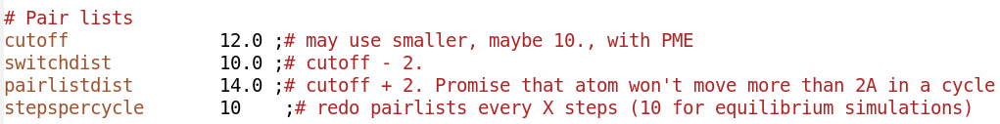 # Pair lists
cutoff 12.0 ;# may use smaller, maybe 10., with PME
switchdist 10.0 ;# cutoff - 2.
pairlistdist 14.0 ;# cutoff + 2. Promise that atom won't move more than 2A in a cycle
stepspercycle 10 ;# redo pairlists every X steps (10 for equilibrium simulations)